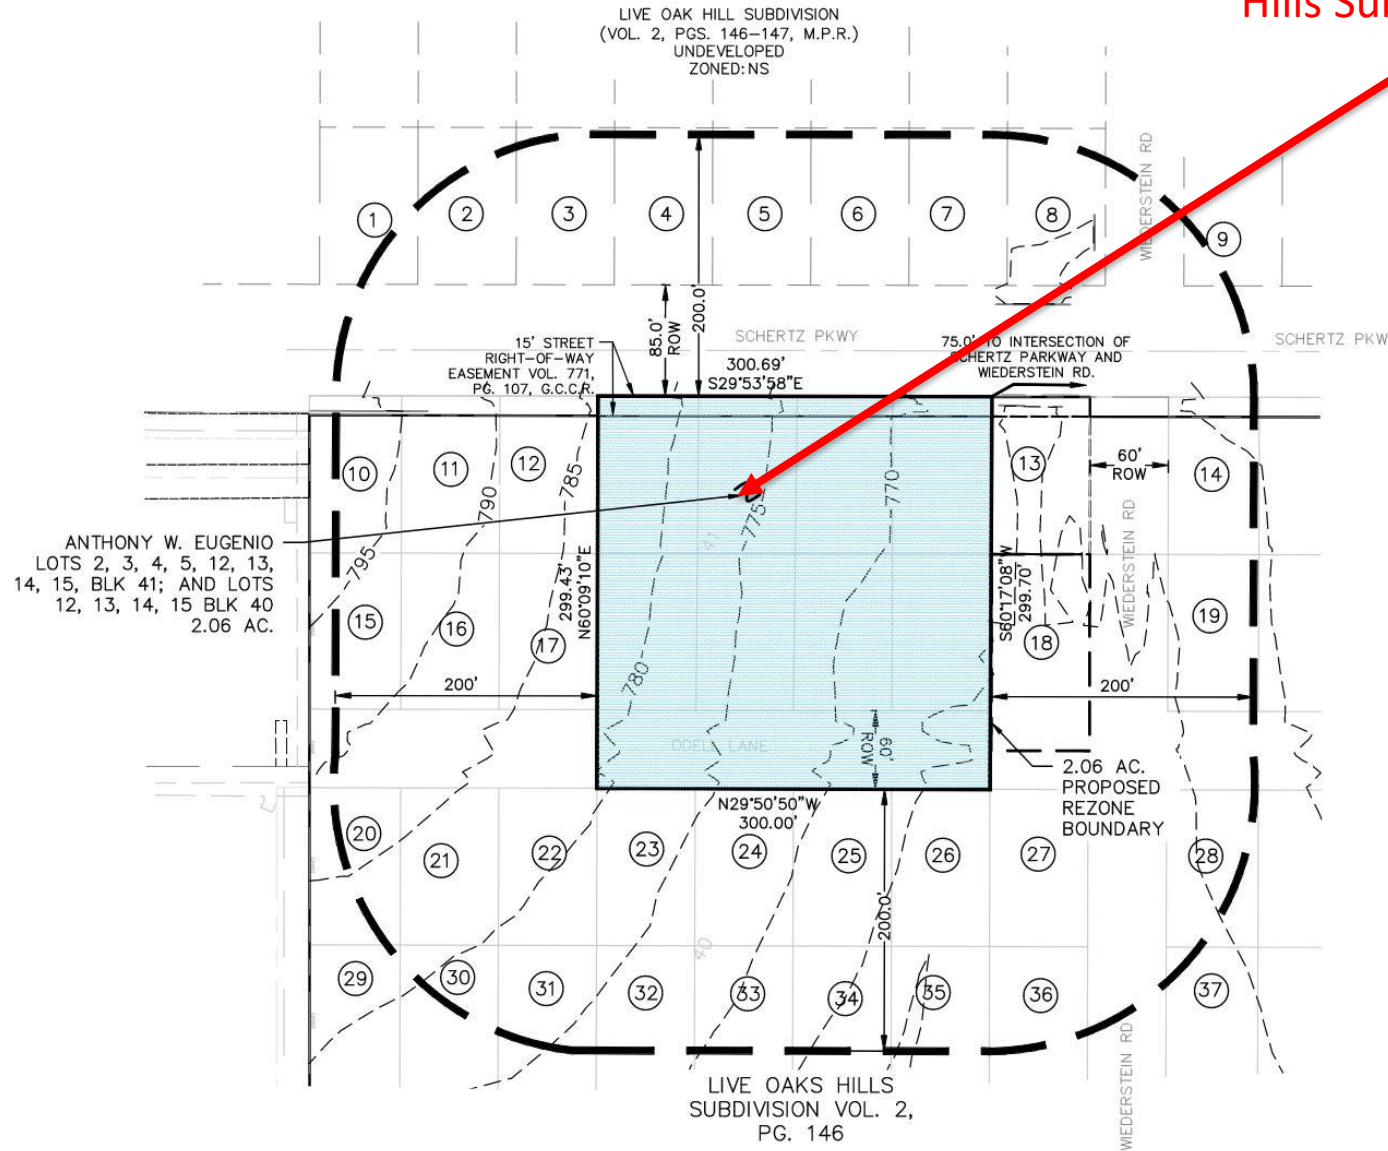 Hills Sub
LIVE OAK HILL SUBDIVISION
(VOL. 2, PGS. 146-147, M.P.R.)
UNDEVELOPED
ZONED: NS
WIEDERSTEIN RD
1
2
3
4
5
6
7
8
9
200.0'
85.0'
ROW
SCHERTZ PKWY
SCHERTZ PKW
15' STREET
RIGHT-OF-WAY
EASEMENT VOL. 771,
PG. 107, G.C.C.R.
300.69'
S29°53'58"E
75.0' TO INTERSECTION OF
SCHERTZ PARKWAY AND
WIEDERSTEIN RD.
10
11
12
13
14
60'
ROW
795
790
785
780
775
770
41
ANTHONY W. EUGENIO
LOTS 2, 3, 4, 5, 12, 13,
14, 15, BLK 41; AND LOTS
12, 13, 14, 15 BLK 40
2.06 AC.
299.43'
N60°09'10"E
S60°17'08"W
299.70'
WIEDERSTEIN RD
15
16
17
18
19
200'
200'
ODELL LANE
60'
ROW
2.06 AC.
PROPOSED
REZONE
BOUNDARY
N29°50'50"W
300.00'
20
21
22
23
24
25
26
27
28
200.0'
40
29
30
31
32
33
34
35
36
37
WIEDERSTEIN RD
LIVE OAKS HILLS
SUBDIVISION VOL. 2,
PG. 146